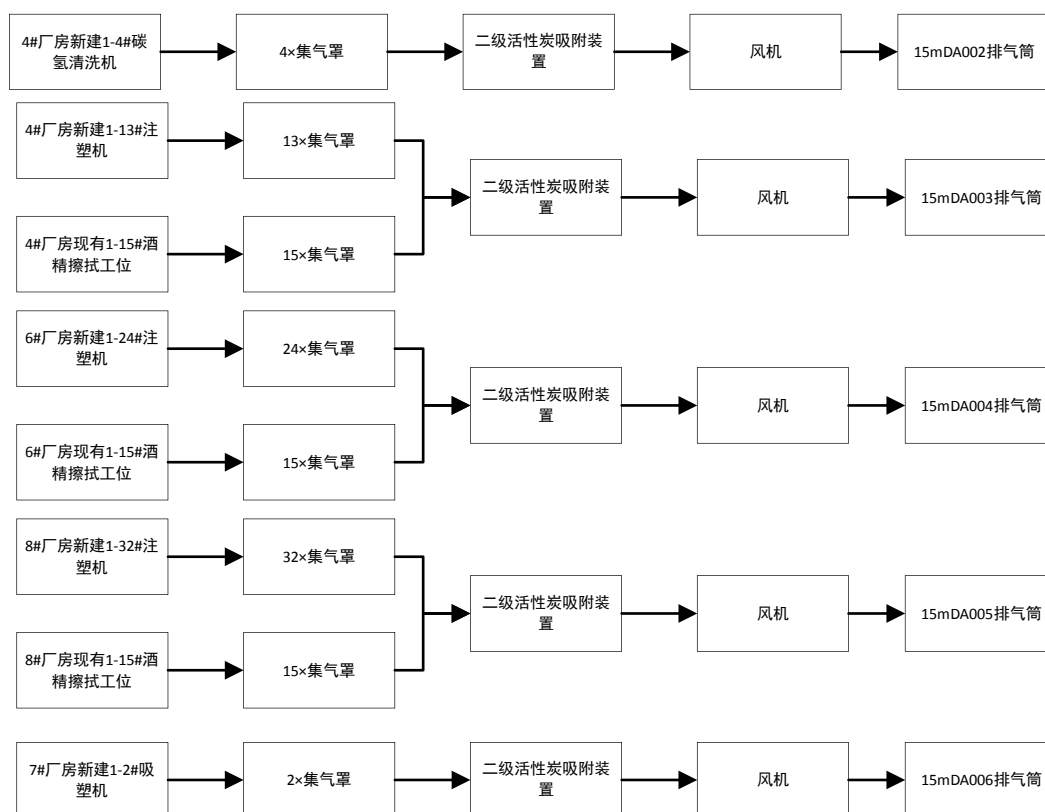 4#厂房新建1-4#碳
氢清洗机
4×集气罩
二级活性炭吸附装
置
风机
15mDA002排气筒
4#厂房新建1-13#注
塑机
13×集气罩
4#厂房现有1-15#酒
精擦拭工位
15×集气罩
二级活性炭吸附装
置
风机
15mDA003排气筒
6#厂房新建1-24#注
塑机
24×集气罩
6#厂房现有1-15#酒
精擦拭工位
15×集气罩
二级活性炭吸附装
置
风机
15mDA004排气筒
8#厂房新建1-32#注
塑机
32×集气罩
8#厂房现有1-15#酒
精擦拭工位
15×集气罩
二级活性炭吸附装
置
风机
15mDA005排气筒
7#厂房新建1-2#吸
塑机
2×集气罩
二级活性炭吸附装
置
风机
15mDA006排气筒